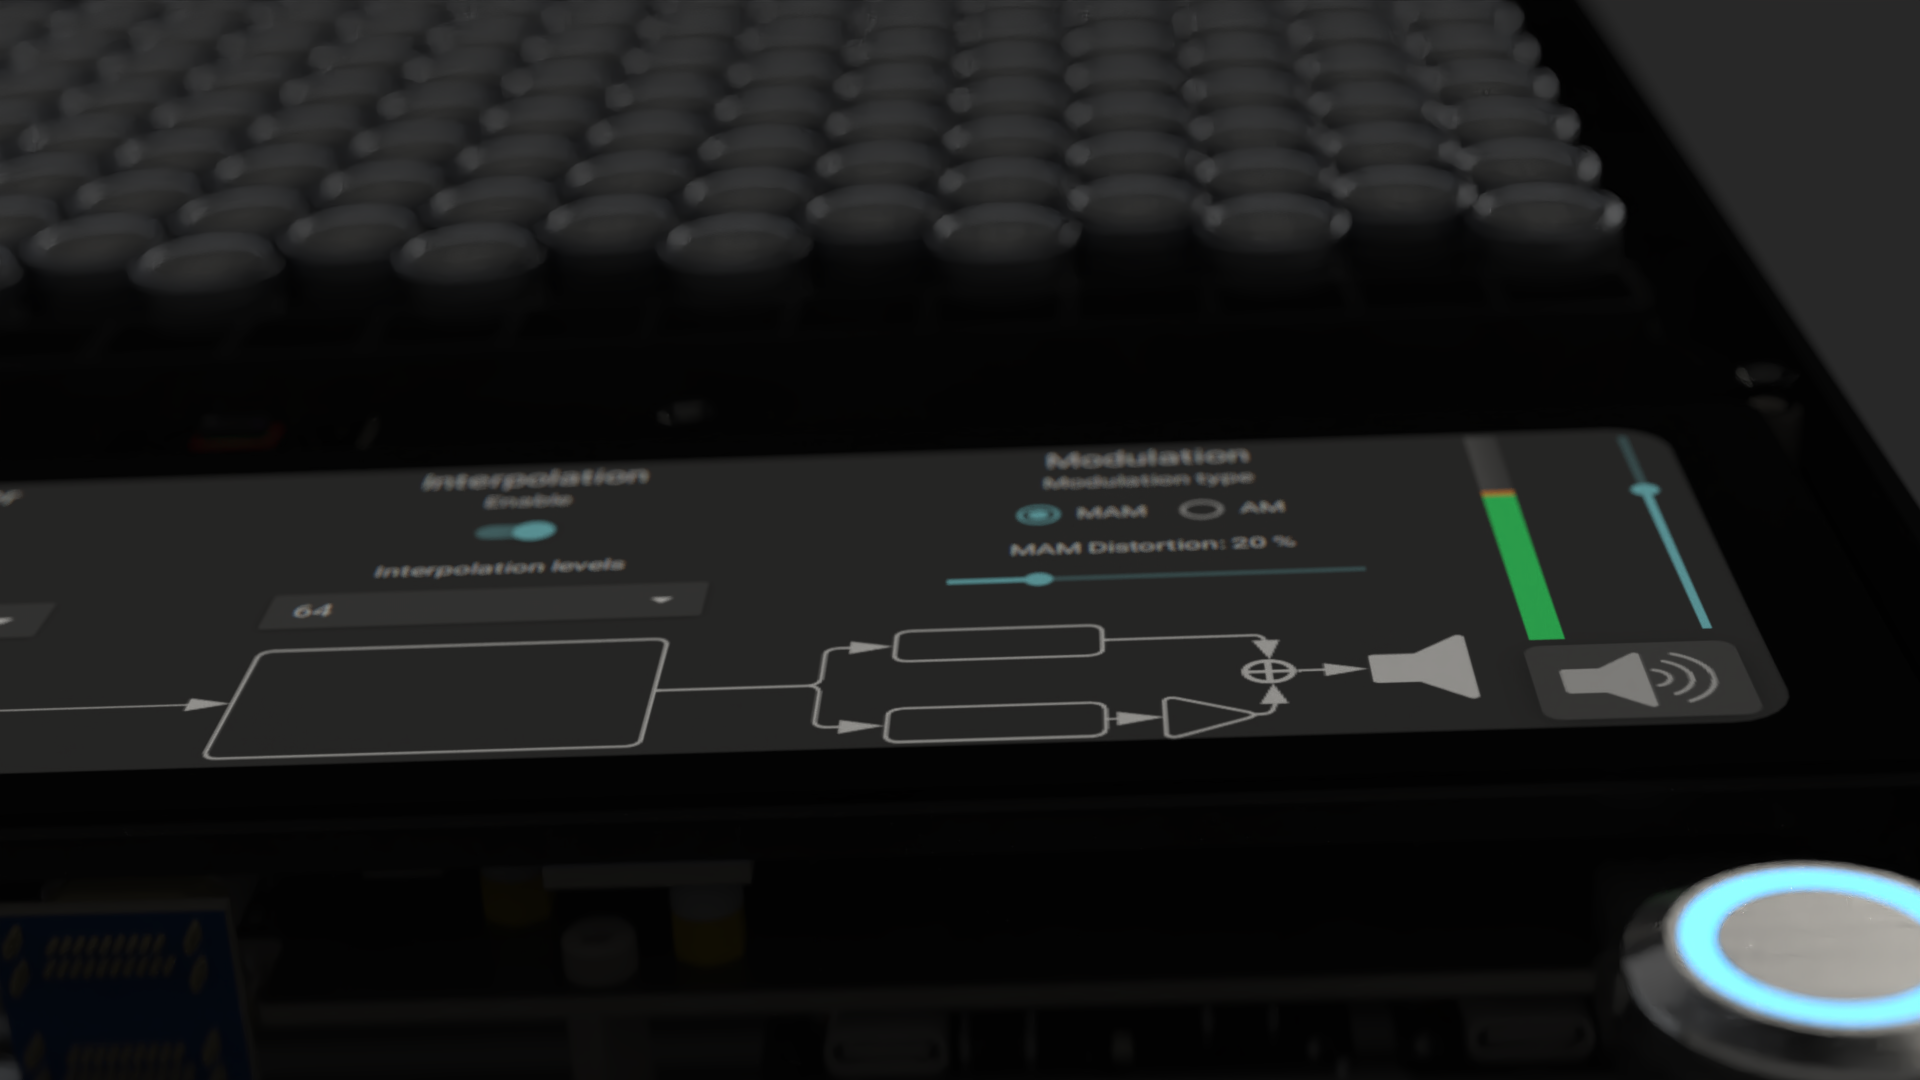 Interpolation
Enable
Interpolation levels
64
Modulation
Modulation type
MAM
AM
MAM Distortion: 20 %